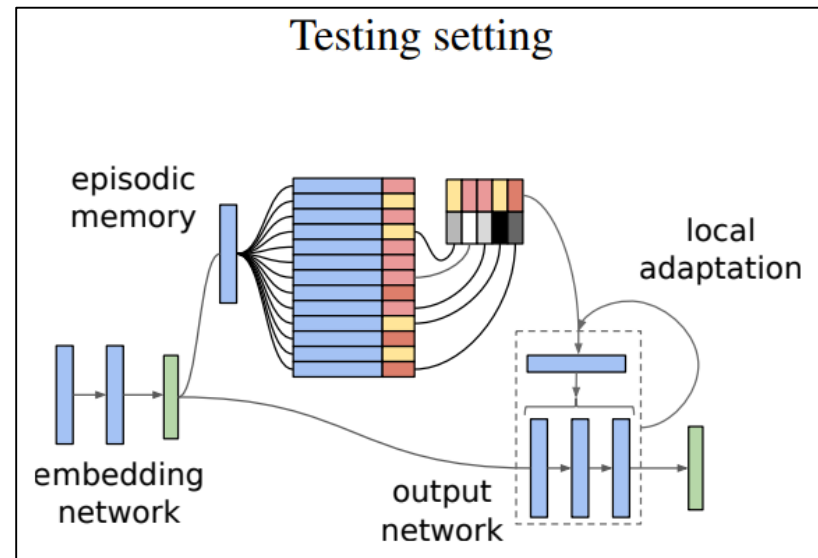 Testing setting
episodic
memory
local
adaptation
embedding
network
output
network